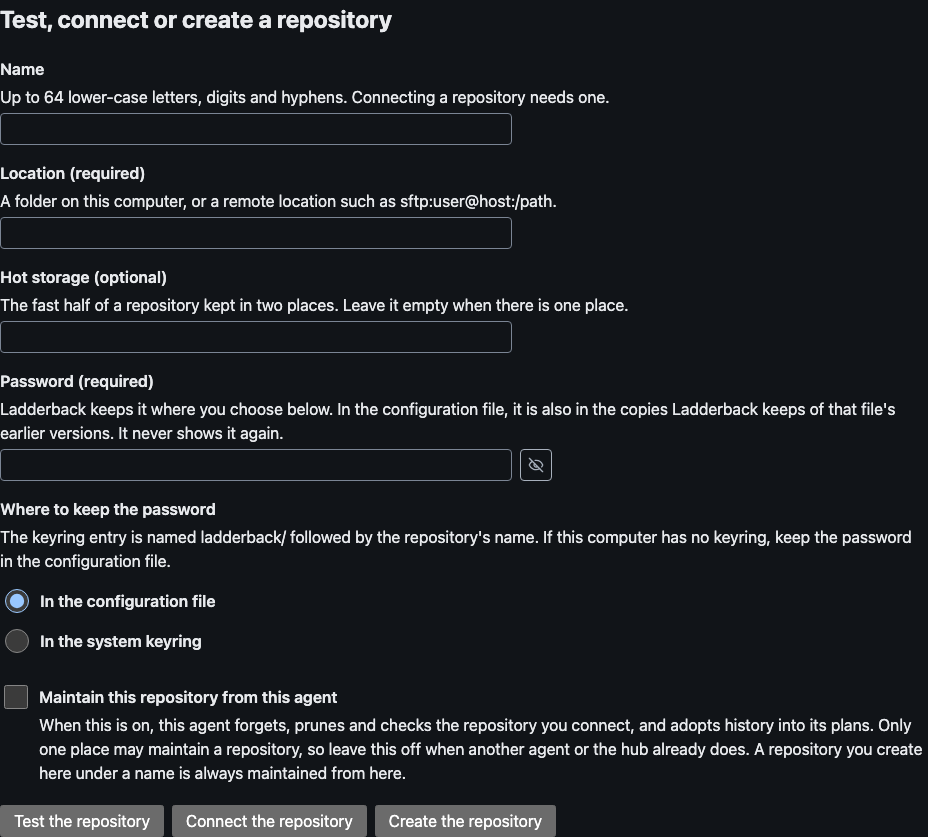 Test, connect or create a repository
Name
Up to 64 lower-case letters, digits and hyphens. Connecting a repository needs one.
Location (required)
A folder on this computer, or a remote location such as sftp:user@host:/path.
Hot storage (optional)
The fast half of a repository kept in two places. Leave it empty when there is one place.
Password (required)
Ladderback keeps it where you choose below. In the configuration file, it is also in the copies Ladderback keeps of that file's
earlier versions. It never shows it again.
Where to keep the password
The keyring entry is named ladderback/ followed by the repository's name. If this computer has no keyring, keep the password
in the configuration file.
In the configuration file
In the system keyring
Maintain this repository from this agent
When this is on, this agent forgets, prunes and checks the repository you connect, and adopts history into its plans. Only
one place may maintain a repository, so leave this off when another agent or the hub already does. A repository you create
here under a name is always maintained from here.
Test the repository
Connect the repository
Create the repository